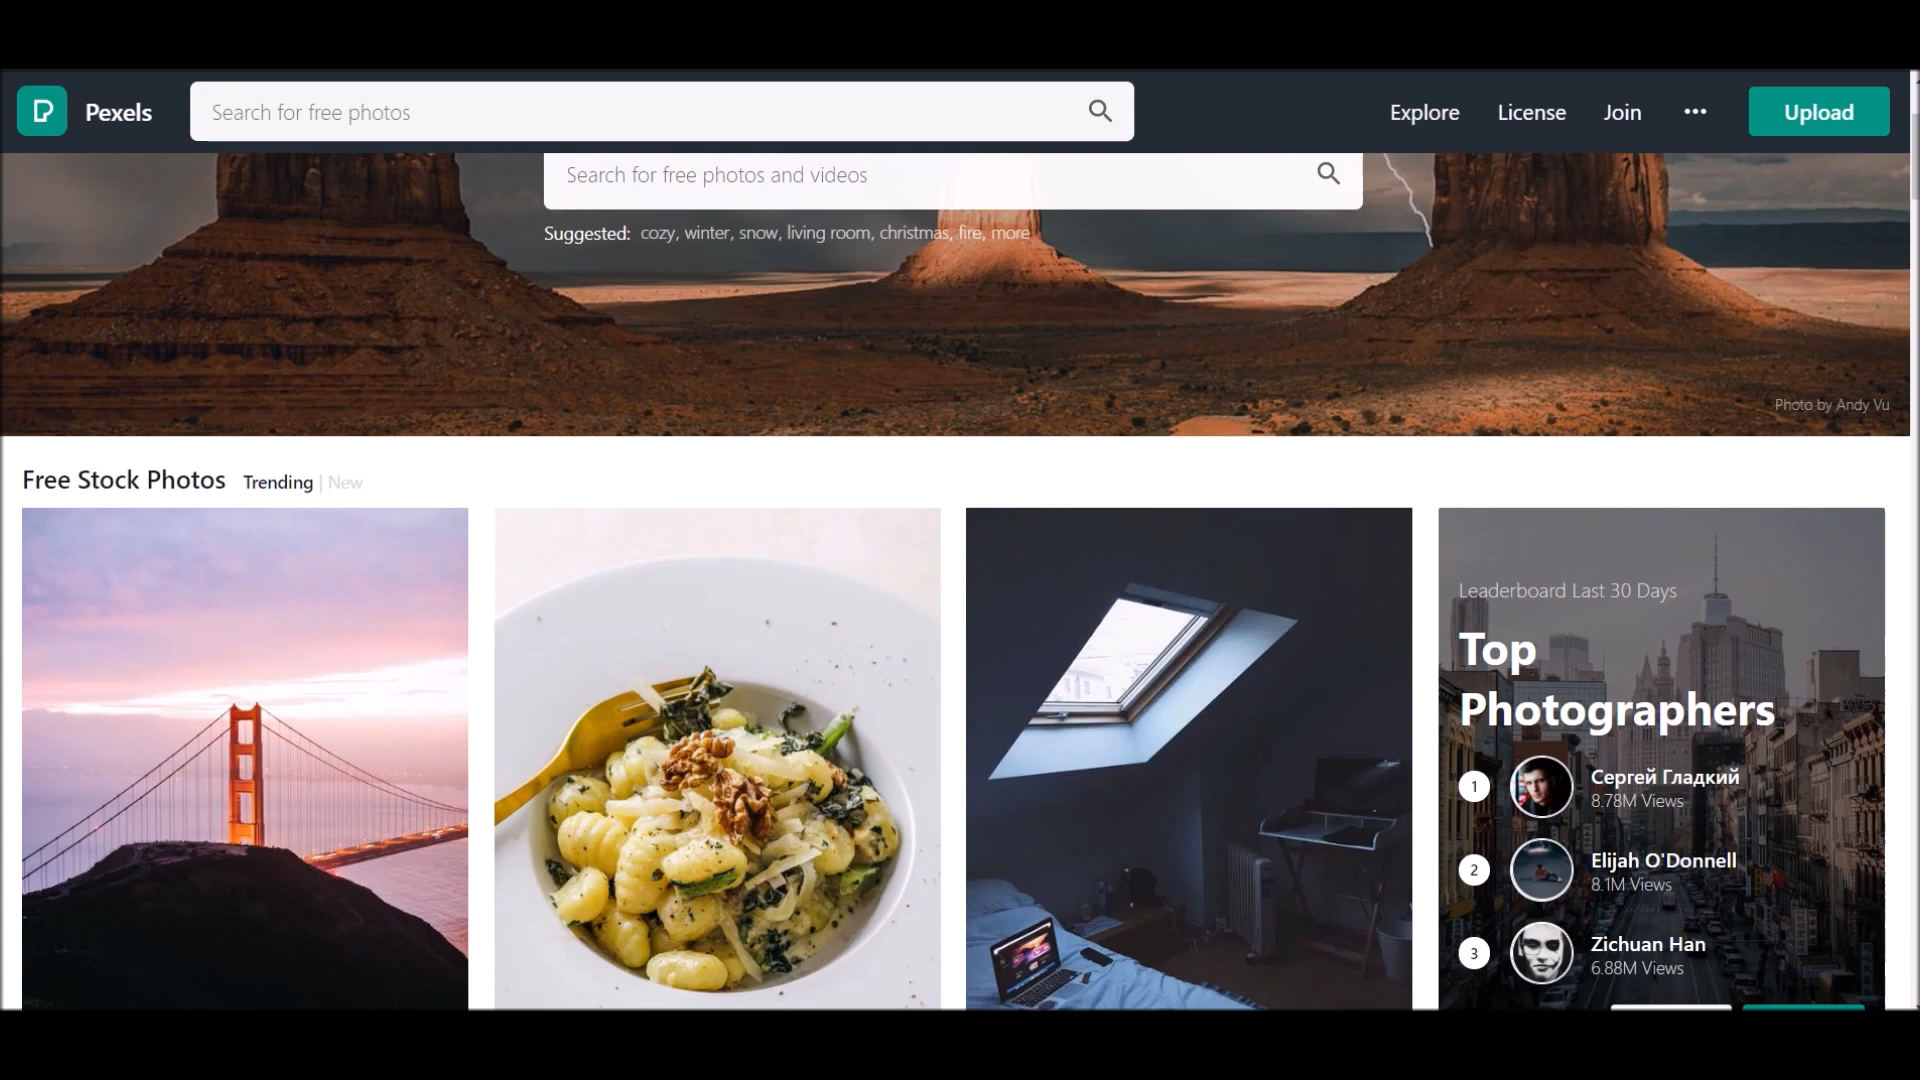 Pexels
Search for free photos
Explore
License
Join
Upload
Search for free photos and videos
Suggested: cozy, winter, snow, living room, christmas, fire, more
Photo by Andy Vu
Free Stock Photos Trending | New
Leaderboard Last 30 Days
Top
Photographers
1
Сергей Гладкий
8.78M Views
2
Elijah O'Donnell
8.1M Views
3
Zichuan Han
6.88M Views